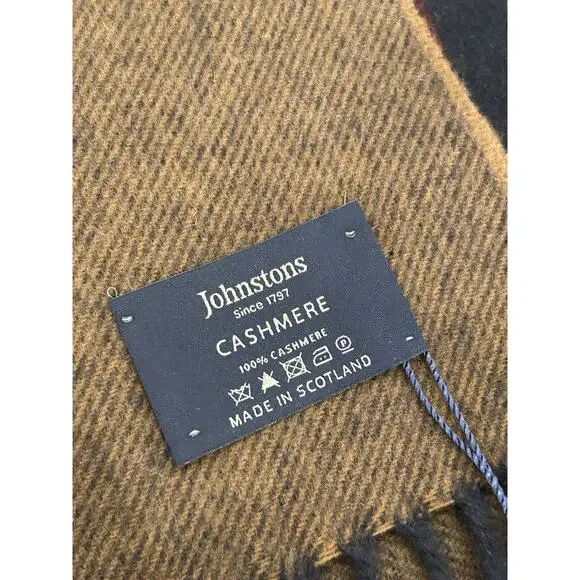 Johnstons
Since 1797
CASHMERE
100% CASHMERE
P
MADE IN SCOTLAND